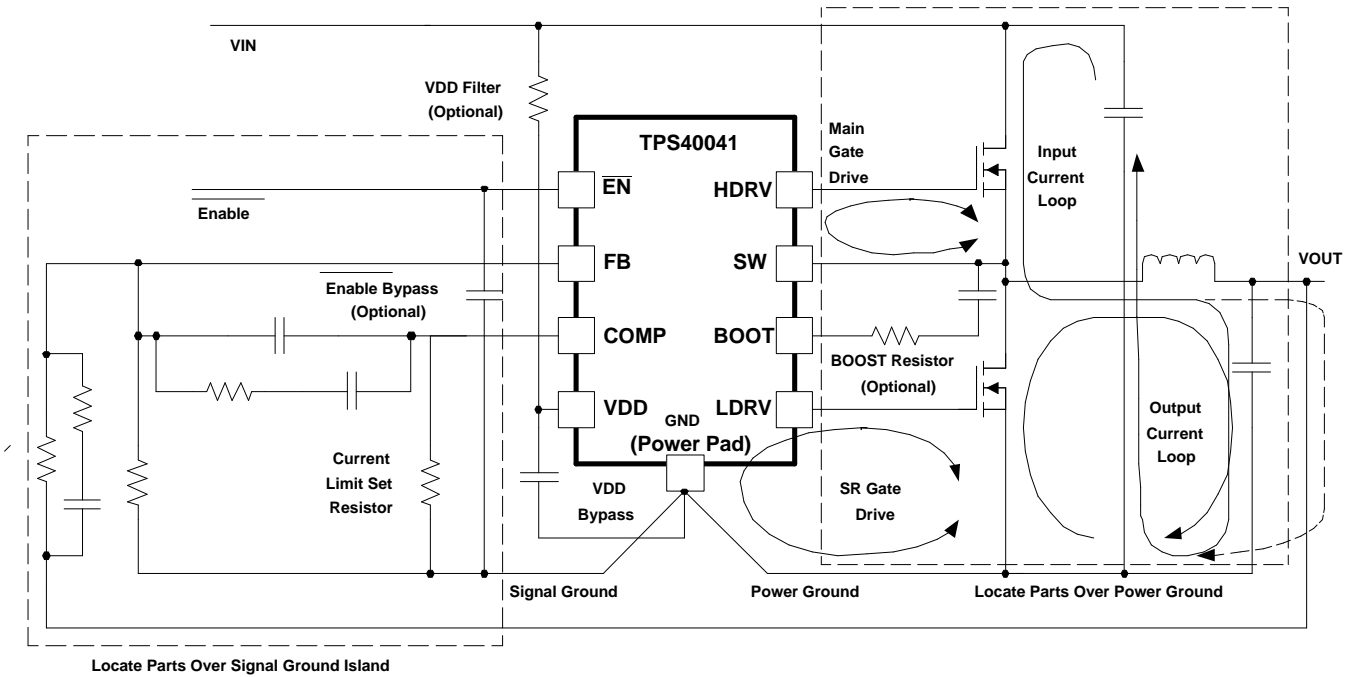 VIN
VDD Filter
(Optional)
TPS40041
Main
Gate
Drive
Input
Current
Loop
EN
HDRV
Enable
FB
SW
VOUT
Enable Bypass
(Optional)
COMP
BOOT
BOOST Resistor
(Optional)
VDD
LDRV
GND
(Power Pad)
Output
Current
Loop
Current
Limit Set
Resistor
VDD
Bypass
SR Gate
Drive
Signal Ground
Power Ground
Locate Parts Over Power Ground
Locate Parts Over Signal Ground Island